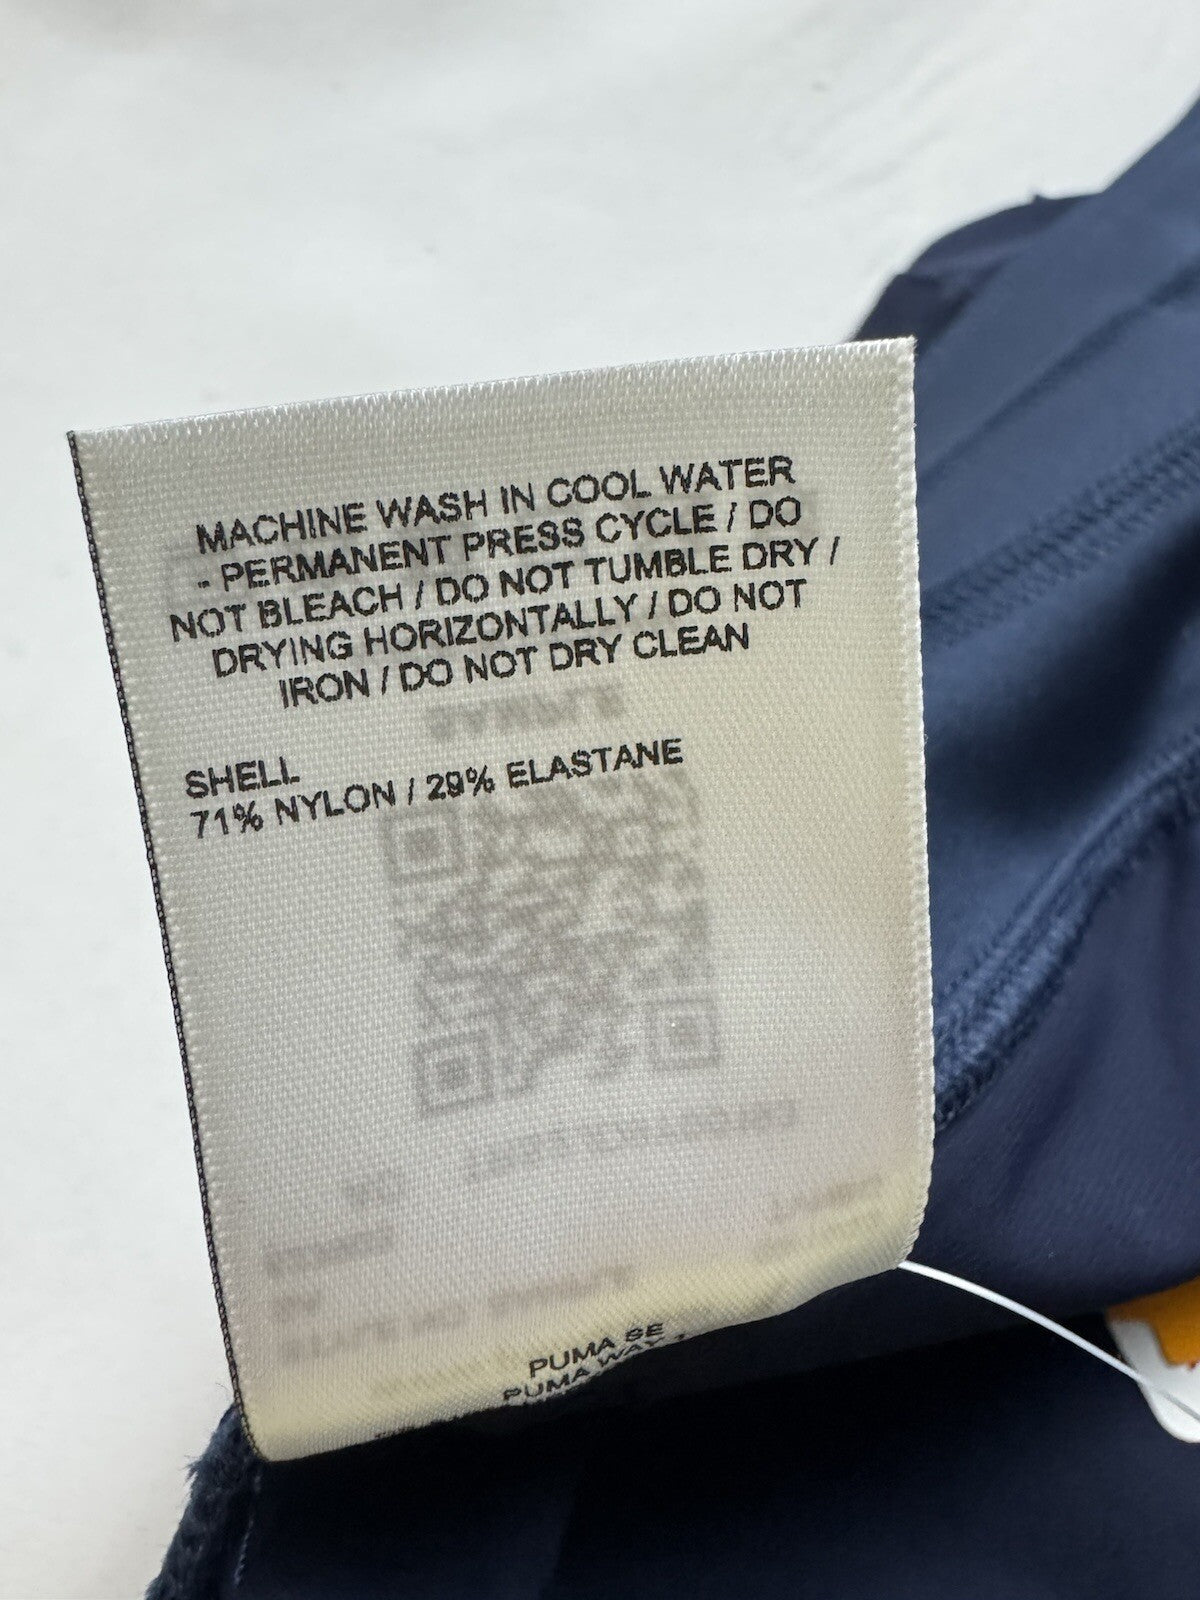 MACHINE WASH IN COOL WATER
- PERMANENT PRESS CYCLE / DO
NOT BLEACH / DO NOT TUMBLE DRY /
DRYING HORIZONTALLY / DO NOT
IRON / DO NOT DRY CLEAN
SHELL
71% NYLON / 29% ELASTANE
PUMA SE
PUMA WAY